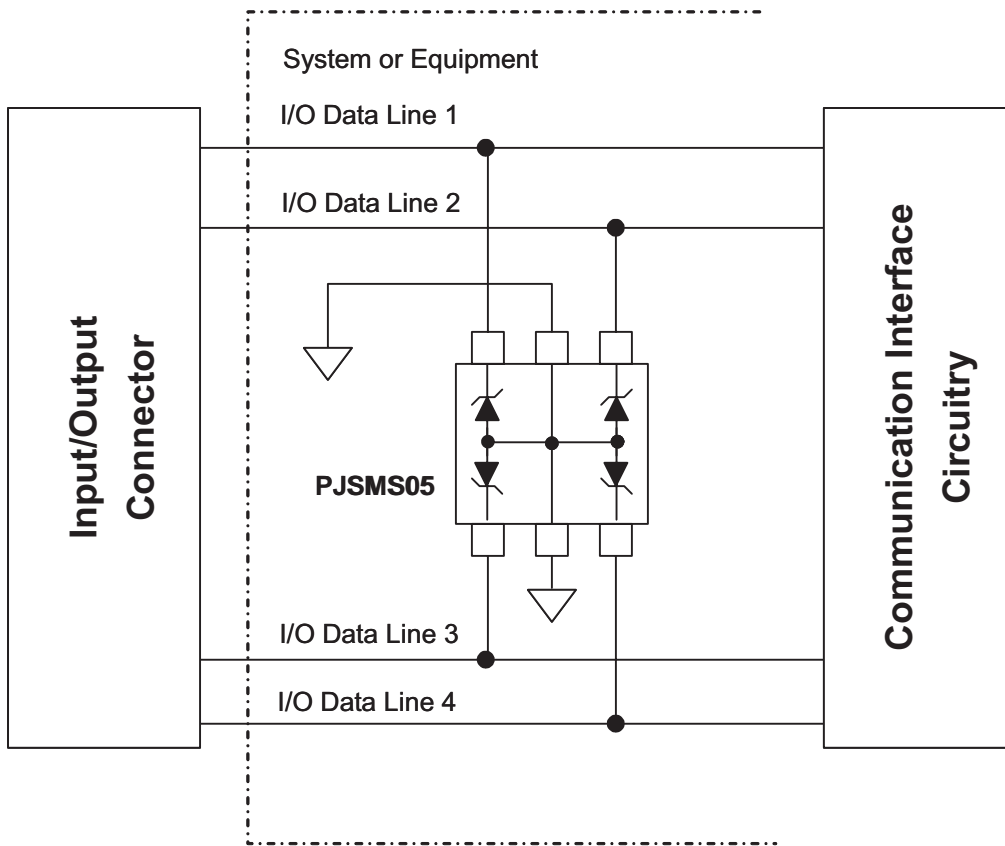 System or Equipment
I/O Data Line 1
I/O Data Line 2
Input/Output
Connector
PJSMS05
Communication Interface
Circuitry
I/O Data Line 3
I/O Data Line 4